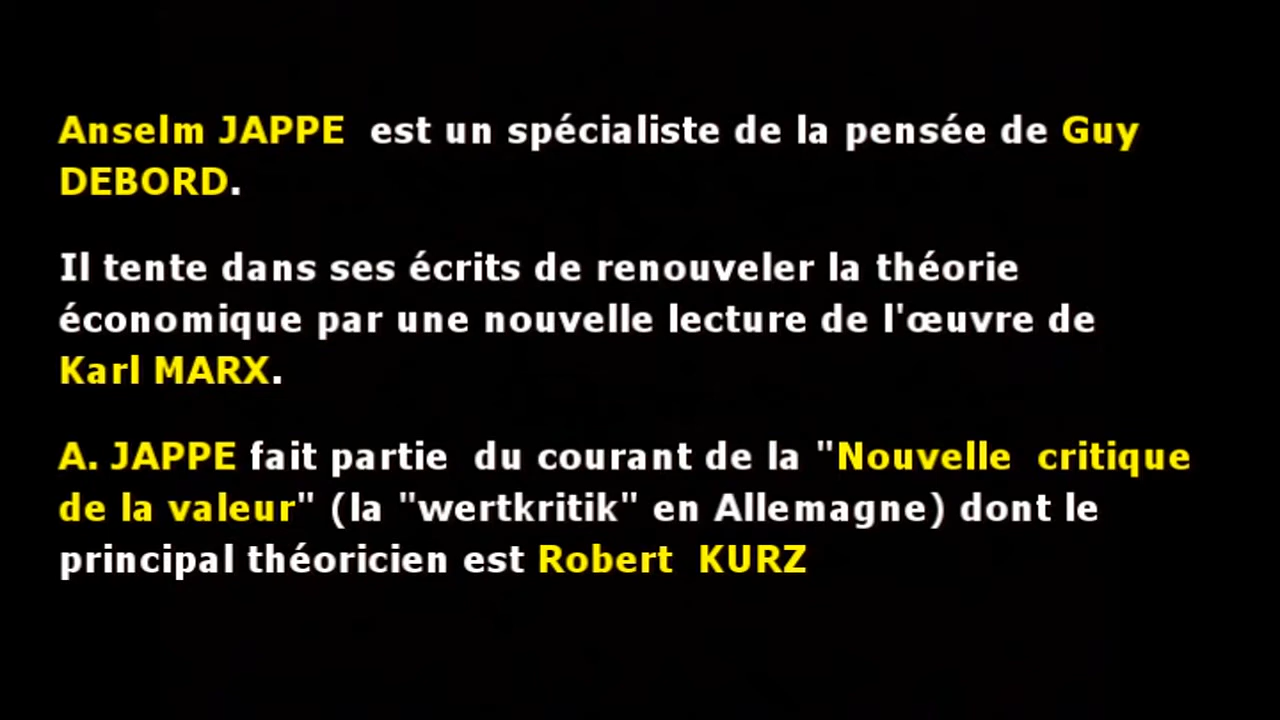 Anselm JAPPE est un spécialiste de la pensée de Guy
DEBORD.
Il tente dans ses écrits de renouveler la théorie
économique par une nouvelle lecture de l'œuvre de
Karl MARX.
A. JAPPE fait partie du courant de la "Nouvelle critique
de la valeur" (la "wertkritik" en Allemagne) dont le
principal théoricien est Robert KURZ